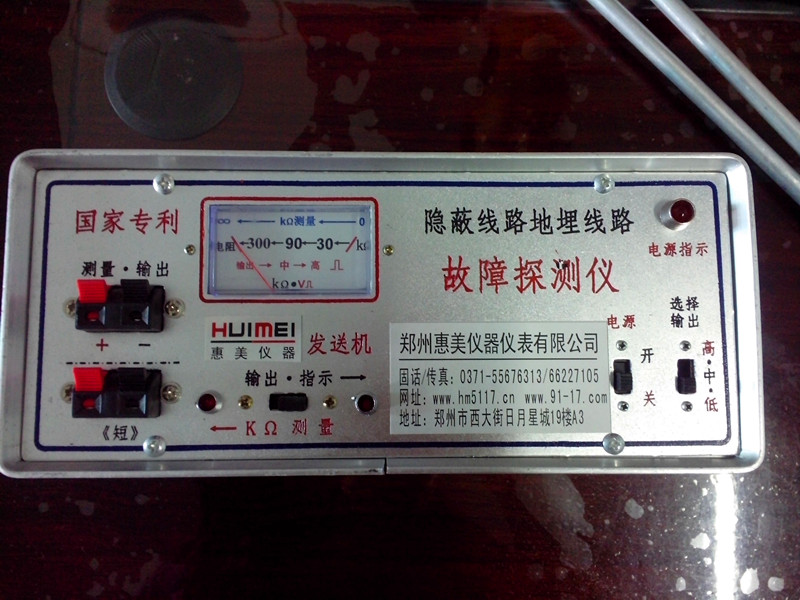 国家专利
测量·输出
+ -
《短》
∞ kΩ测量 0
电阻 300 90 30 kΩ
输出 中 高
kΩ·V
HUIMEI
惠美仪器
发送机
输出·指示
KΩ 测量
隐蔽线路地埋线路
故障探测仪
电源指示
郑州惠美仪器仪表有限公司
固话/传真: 0371-55676313/66227105
网址: www.hm5117.cn www.91-17.com
地址: 郑州市西大街日月星城19楼A3
电源
开
关
选择
输出
高·中·低